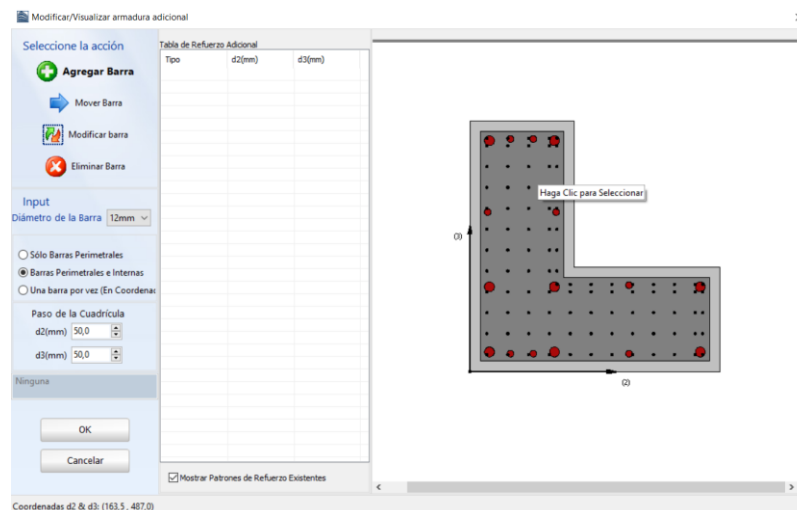 Modificar/Visualizar armadura adicional
Seleccione la acción
Agregar Barra
Mover Barra
Modificar barra
Eliminar Barra
Input
Diámetro de la Barra 12mm
Sólo Barras Perimetrales
Barras Perimetrales e Internas
Una barra por vez (En Coordena
Paso de la Cuadrícula
d2(mm) 50,0
d3(mm) 50,0
Ninguna
OK
Cancelar
Tabla de Refuerzo Adicional
Tipo d2(mm) d3(mm)
Mostrar Patrones de Refuerzo Existentes
Haga Clic para Seleccionar
(3)
(2)
Coordenadas d2 & d3: (163,5 , 487,0)